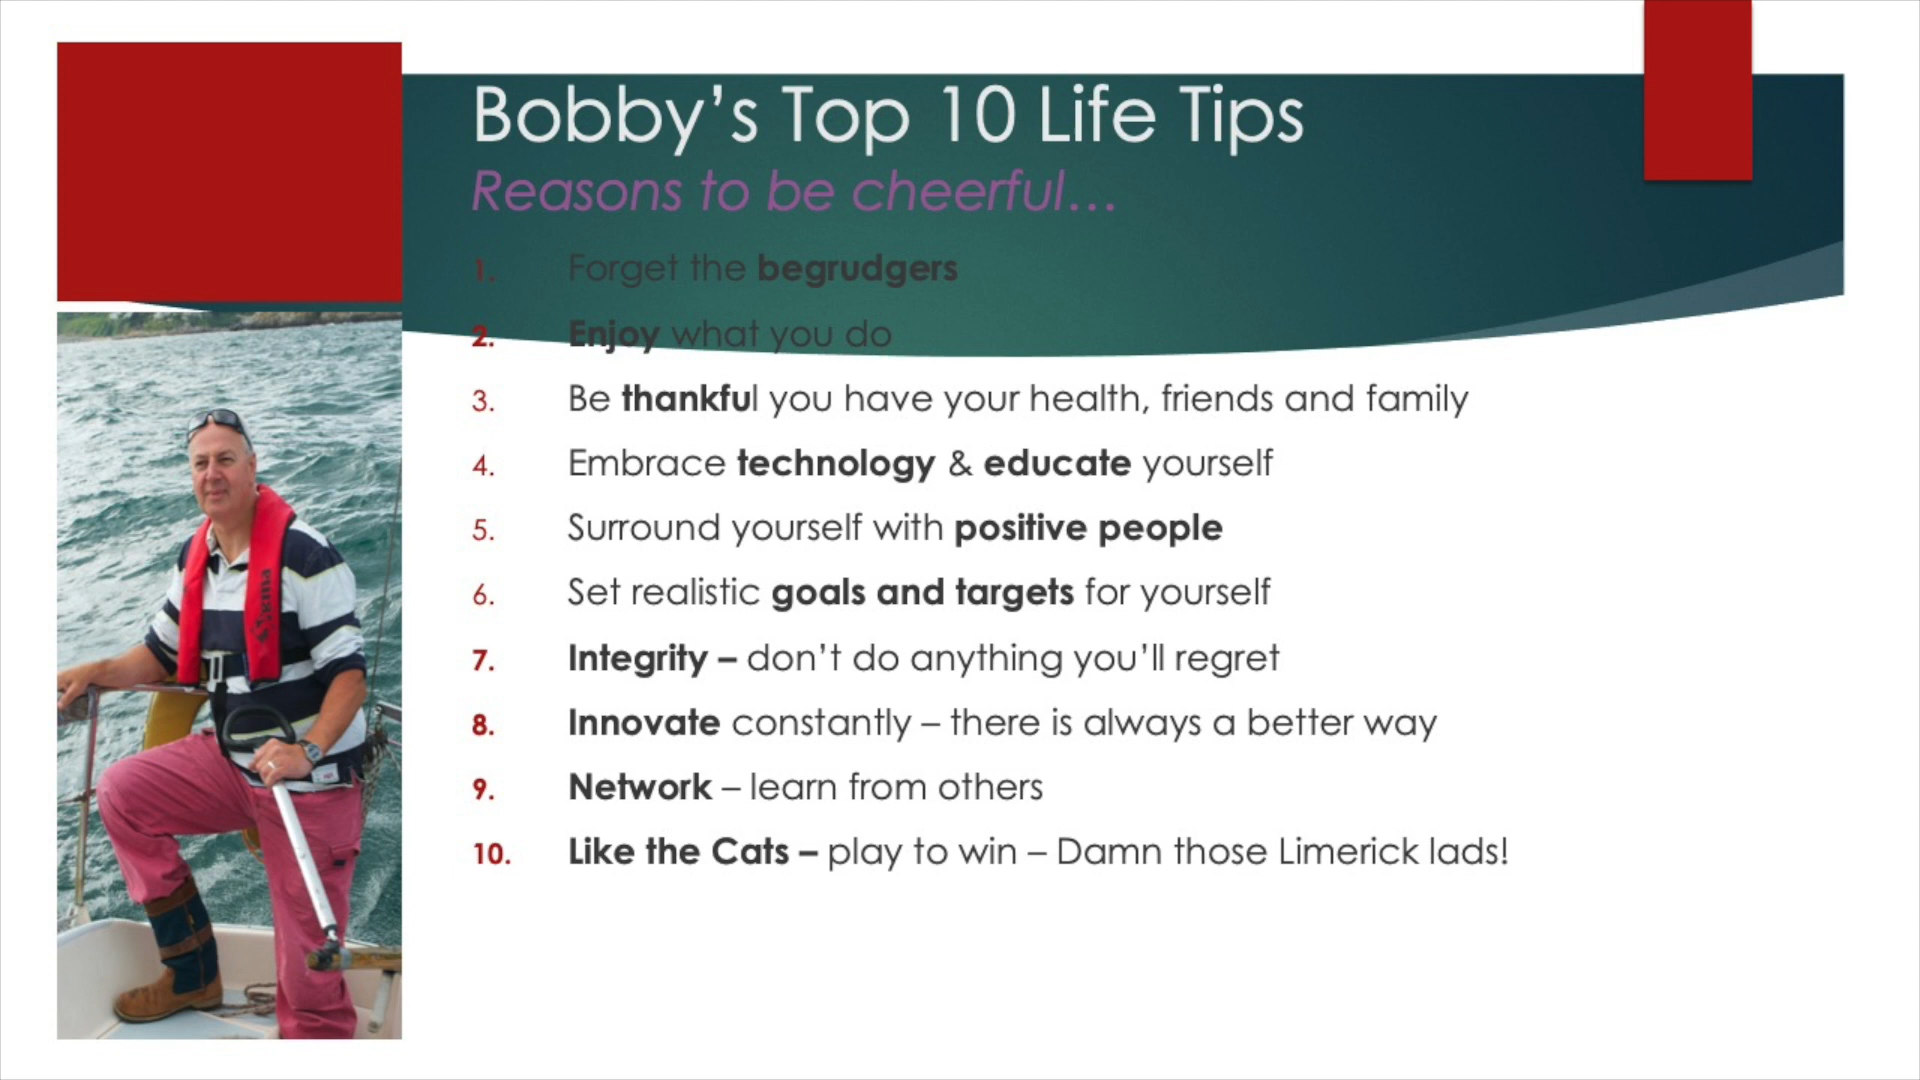 Bobby’s Top 10 Life Tips
Reasons to be cheerful…
1. Forget the begrudgers
2. Enjoy what you do
3. Be thankful you have your health, friends and family
4. Embrace technology & educate yourself
5. Surround yourself with positive people
6. Set realistic goals and targets for yourself
7. Integrity – don’t do anything you’ll regret
8. Innovate constantly – there is always a better way
9. Network – learn from others
10. Like the Cats – play to win – Damn those Limerick lads!